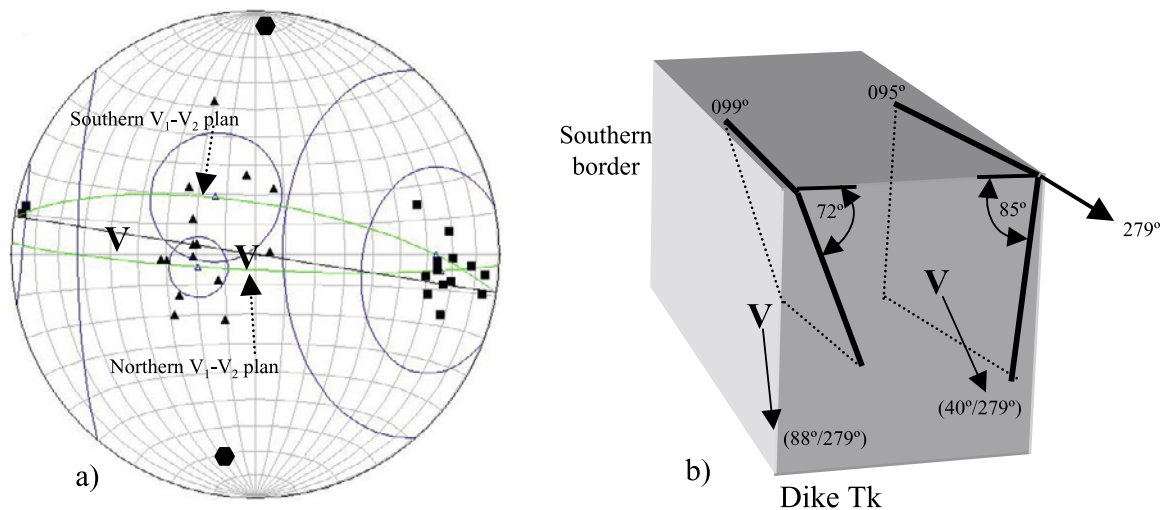 Southern V₁-V₂ plan
V
V
Northern V₁-V₂ plan
a)
099º
095º
Southern
border
72º
85º
279º
V
V
(40º/279º)
(88º/279º)
b)
Dike Tk